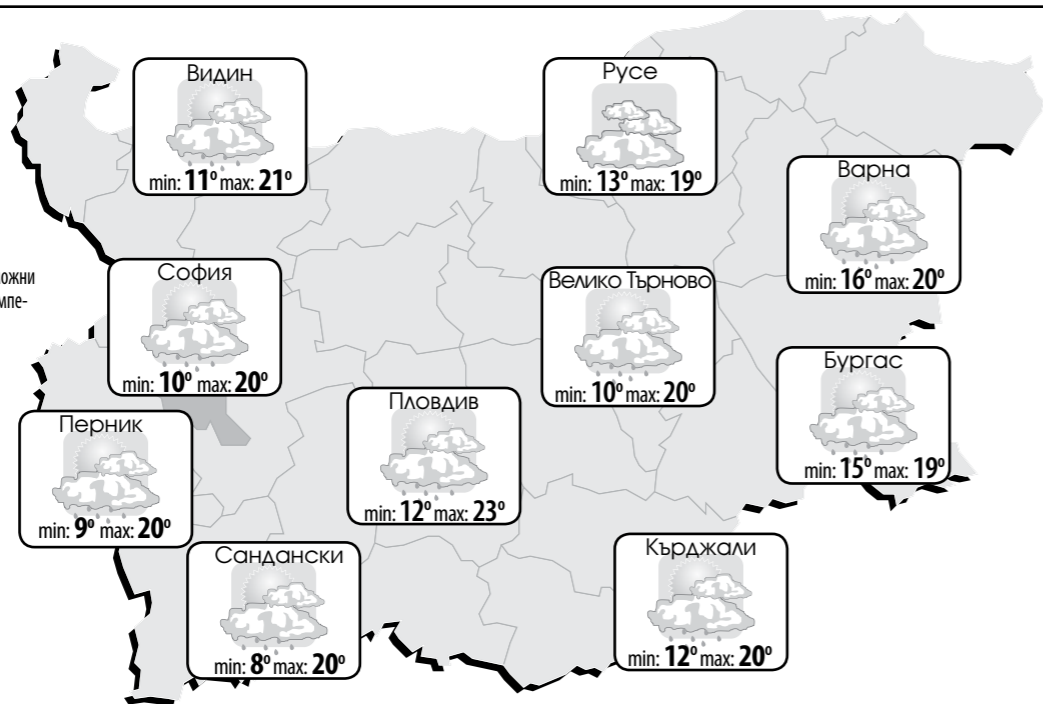 Видин
min: 11° max: 21°
Русе
min: 13° max: 19°
Варна
min: 16° max: 20°
София
min: 10° max: 20°
Велико Търново
min: 10° max: 20°
Бургас
min: 15° max: 19°
Пловдив
min: 12° max: 23°
Перник
min: 9° max: 20°
Сандански
min: 8° max: 20°
Кърджали
min: 12° max: 20°